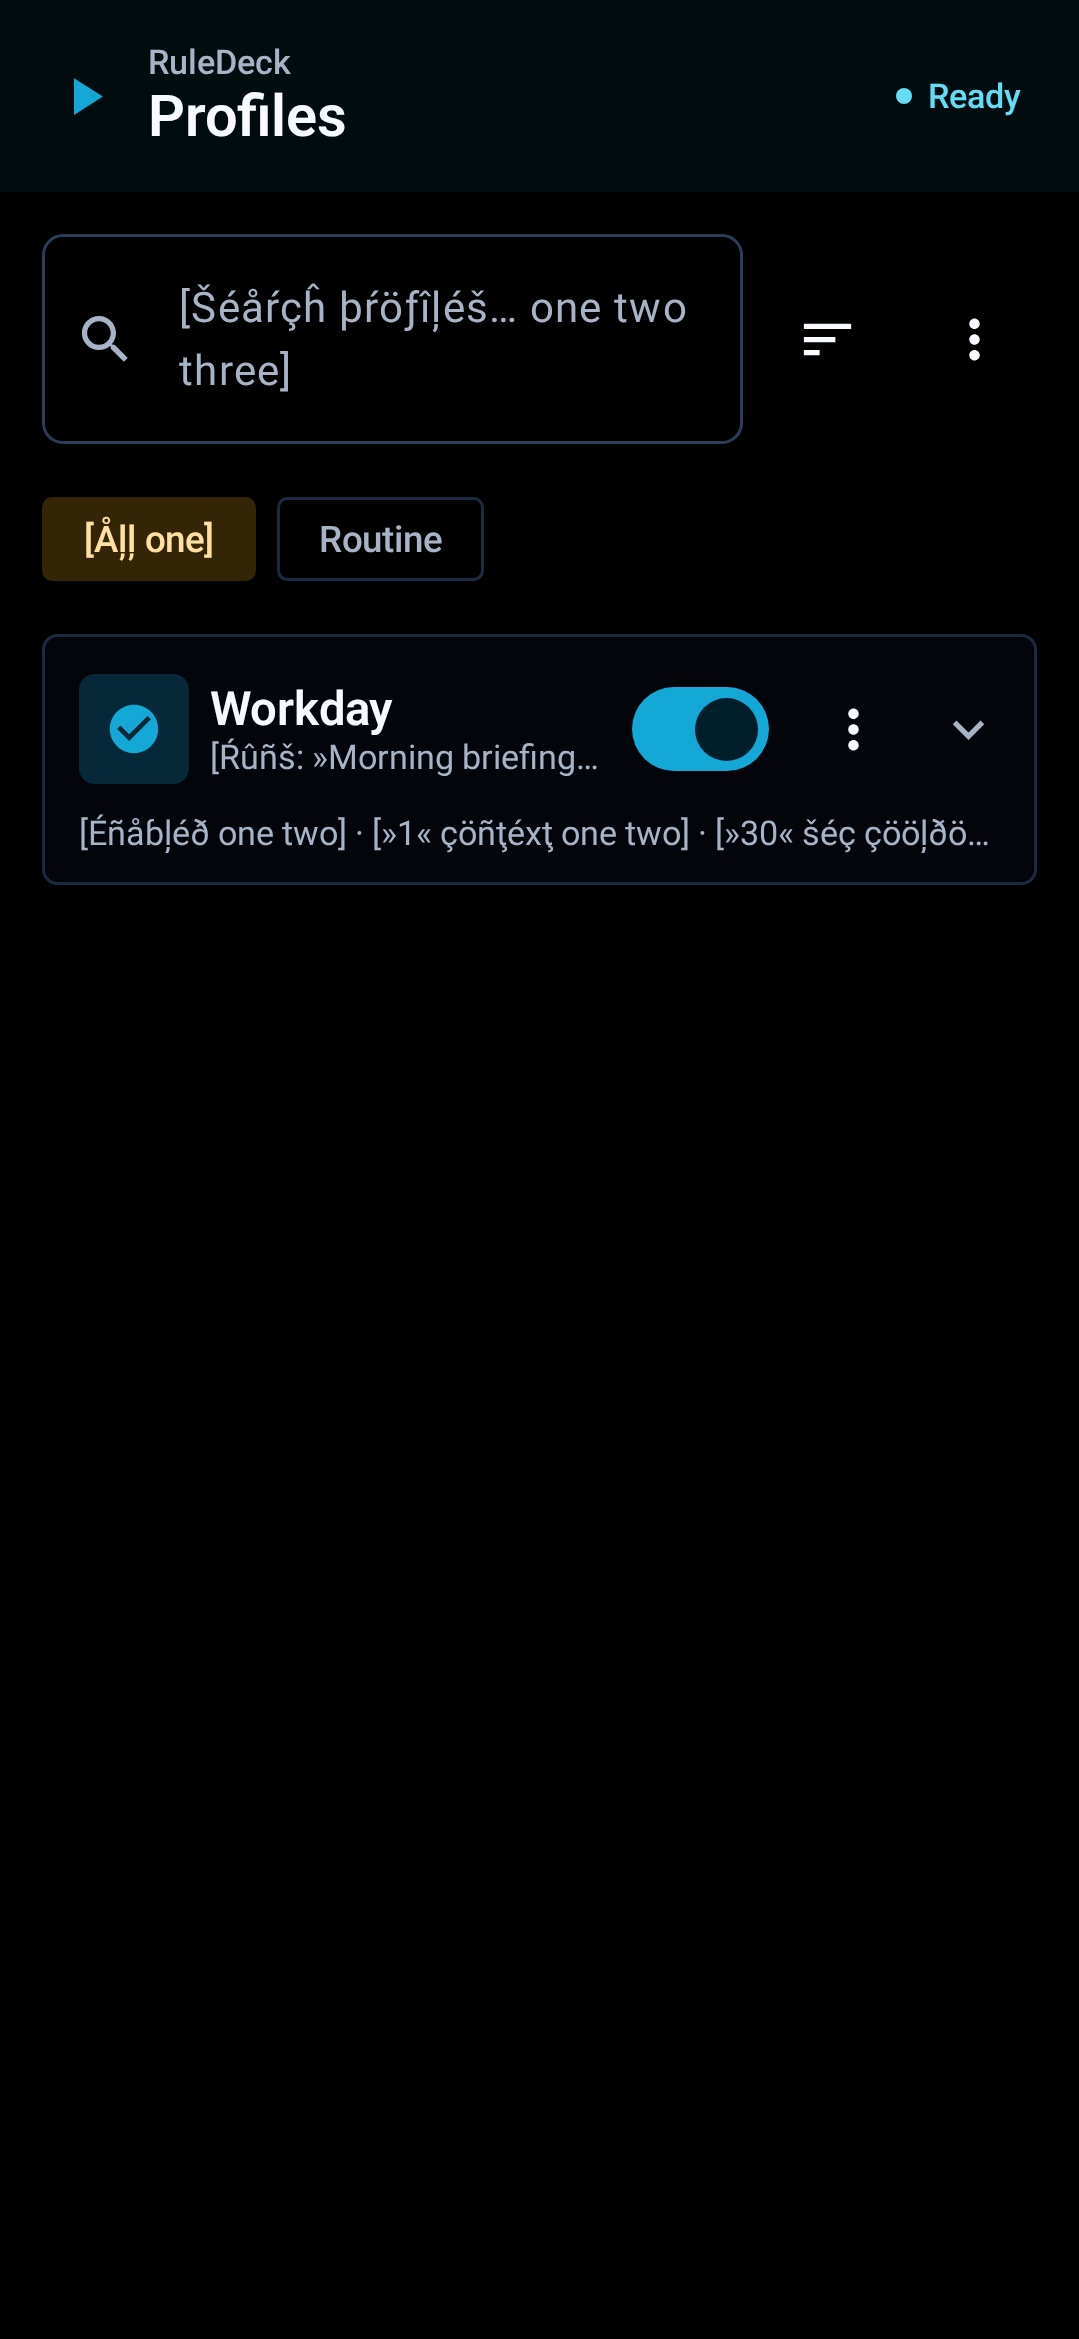 RuleDeck
Profiles
Ready
[Šéåŕçĥ þŕöƒîļéš… one two
three]
[Åļļ one]
Routine
Workday
[Ŕûñš: »Morning briefing…
[Éñåƀļéð one two] · [»1« çöñţéxţ one two] · [»30« šéç çööļðö…